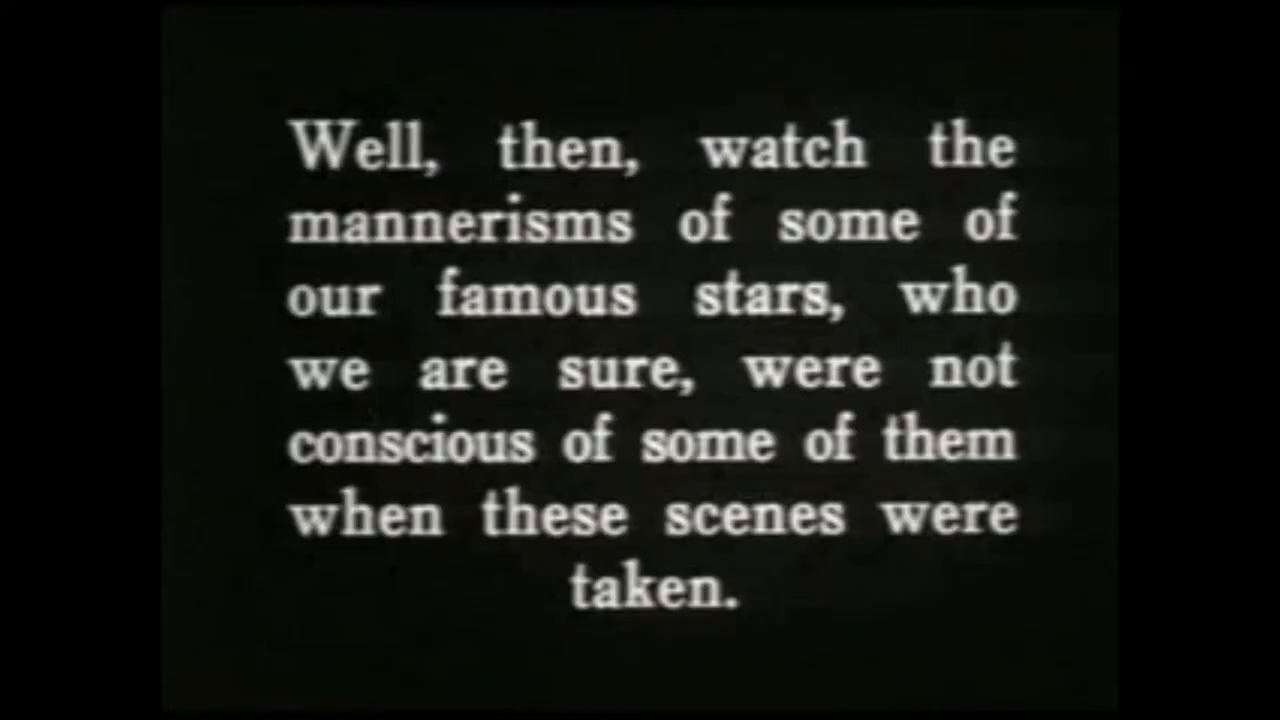 Well, then, watch the
mannerisms of some of
our famous stars, who
we are sure, were not
conscious of some of them
when these scenes were
taken.